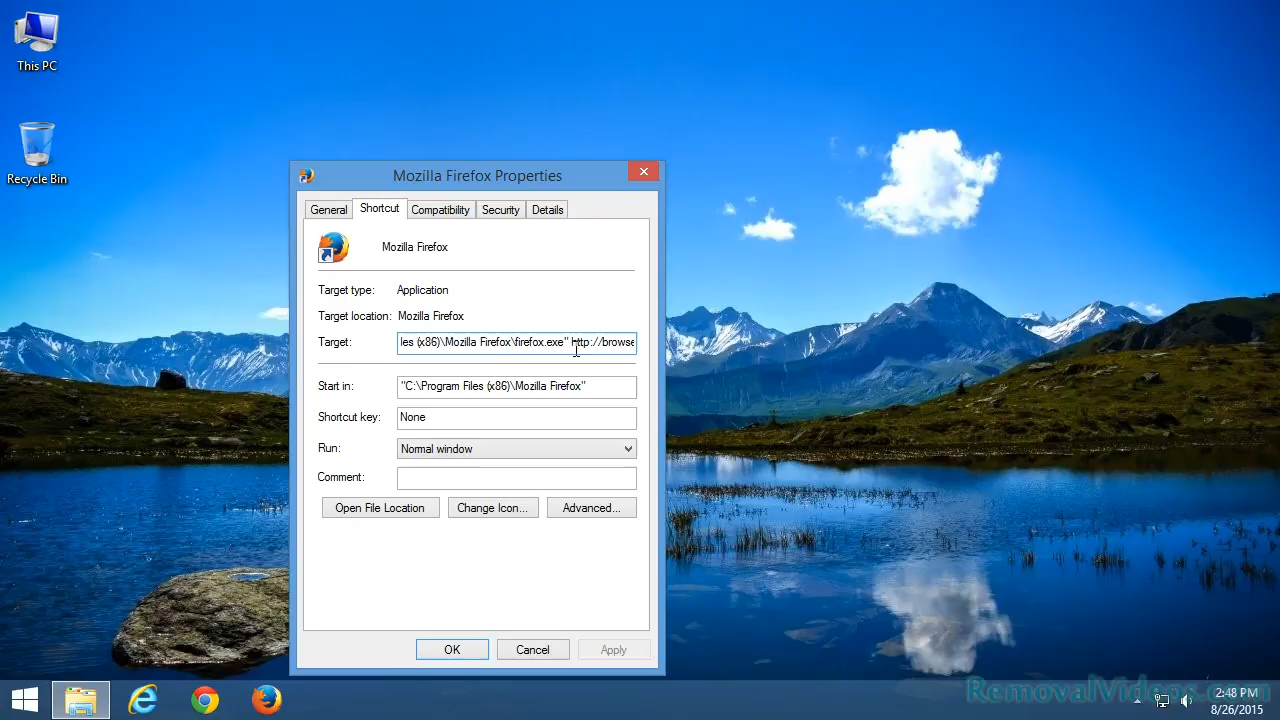 This PC
Recycle Bin
Mozilla Firefox Properties
General Shortcut Compatibility Security Details
Mozilla Firefox
Target type: Application
Target location: Mozilla Firefox
Target: les (x86)\Mozilla Firefox\firefox.exe" http://browse
Start in: "C:\Program Files (x86)\Mozilla Firefox"
Shortcut key: None
Run: Normal window
Comment:
Open File Location Change Icon... Advanced...
OK Cancel Apply
RemovalVideos.com
2:48 PM
8/26/2015